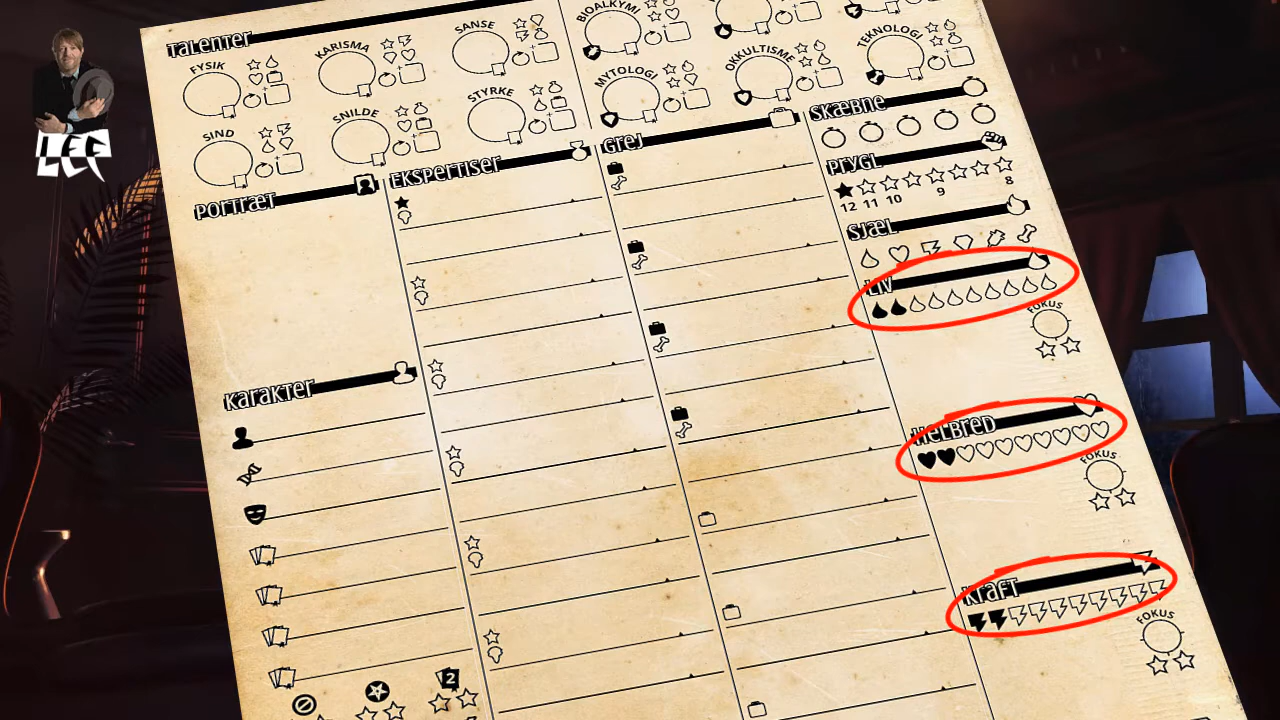 LEG
TALENTER
FYSIK
KARISMA
SANSE
SIND
SNILDE
STYRKE
BIOALKYMI
MYTOLOGI
OKKULTISME
TEKNOLOGI
PORTRÆT
EKSPERTISER
GREJ
SKÆBNE
PRYGL
12 11 10 9 8
SJÆL
LIV
FOKUS
KARAKTER
HELBRED
FOKUS
KRAFT
FOKUS
2